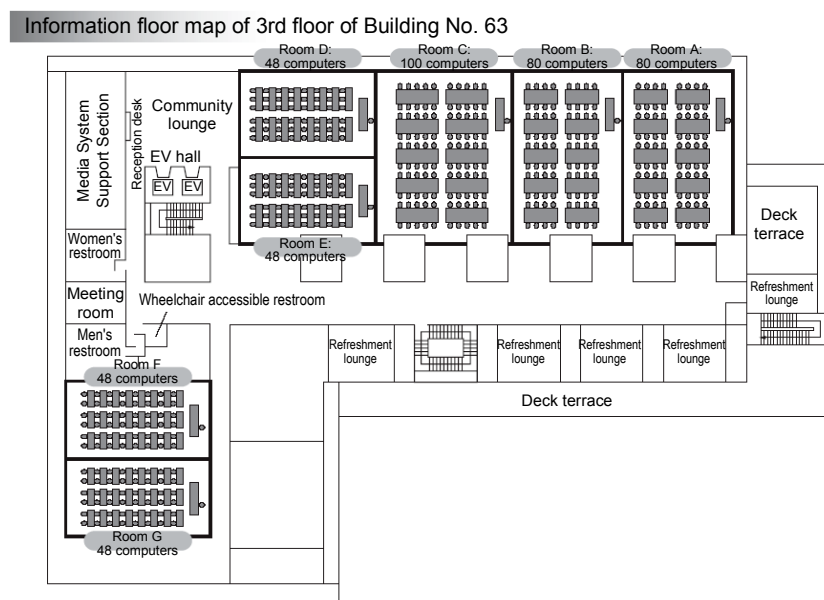 Information floor map of 3rd floor of Building No. 63
Room D:
48 computers
Room C:
100 computers
Room B:
80 computers
Room A:
80 computers
Media System
Support Section
Reception desk
Community
lounge
EV hall
EV
EV
Women's
restroom
Room E:
48 computers
Deck
terrace
Refreshment
lounge
Meeting
room
Wheelchair accessible restroom
Men's
restroom
Refreshment
lounge
Refreshment
lounge
Refreshment
lounge
Refreshment
lounge
Room F
48 computers
Deck terrace
Room G
48 computers